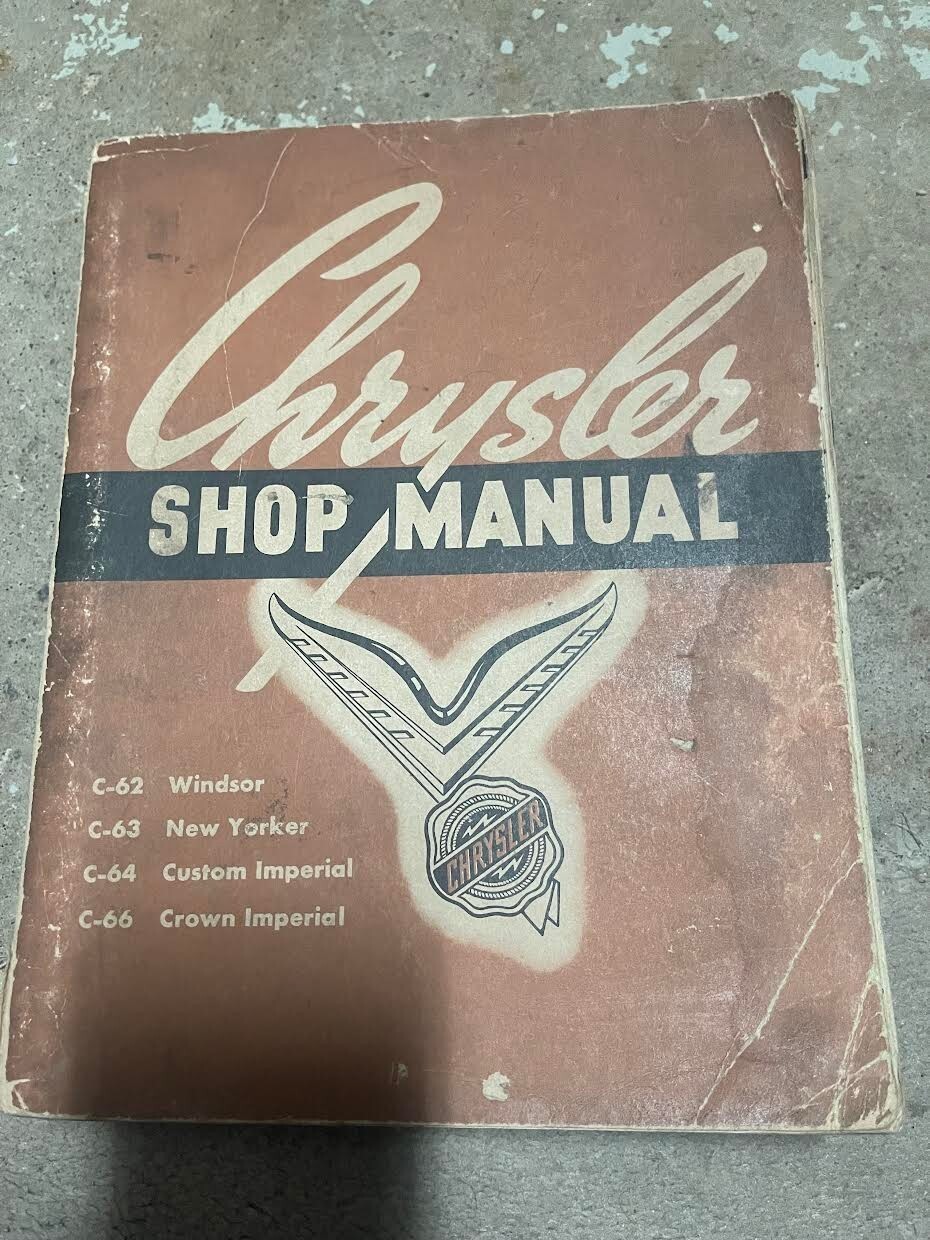 Chrysler
SHOP MANUAL
C-62 Windsor
C-63 New Yorker
C-64 Custom Imperial
C-66 Crown Imperial
CHRYSLER